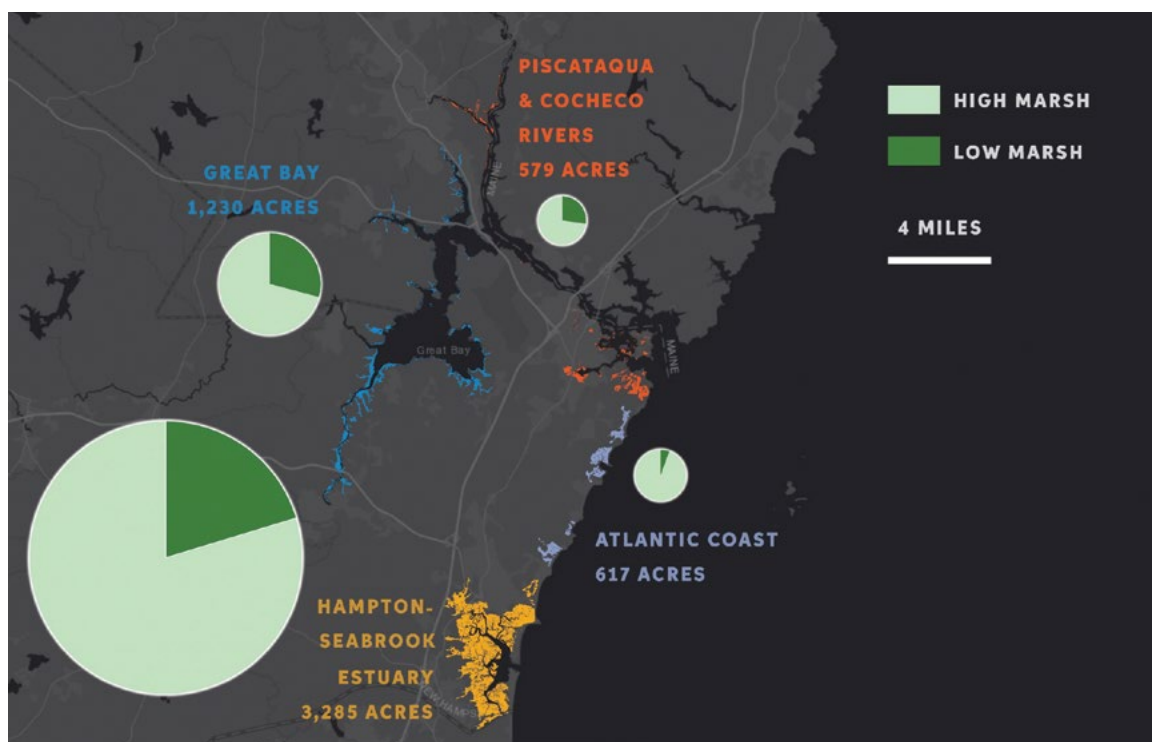 PISCATAQUA
& COCHECO
RIVERS
579 ACRES
HIGH MARSH
LOW MARSH
4 MILES
GREAT BAY
1,230 ACRES
MAINE
Great Bay
MAINE
ATLANTIC COAST
617 ACRES
HAMPTON-
SEABROOK
ESTUARY
3,285 ACRES